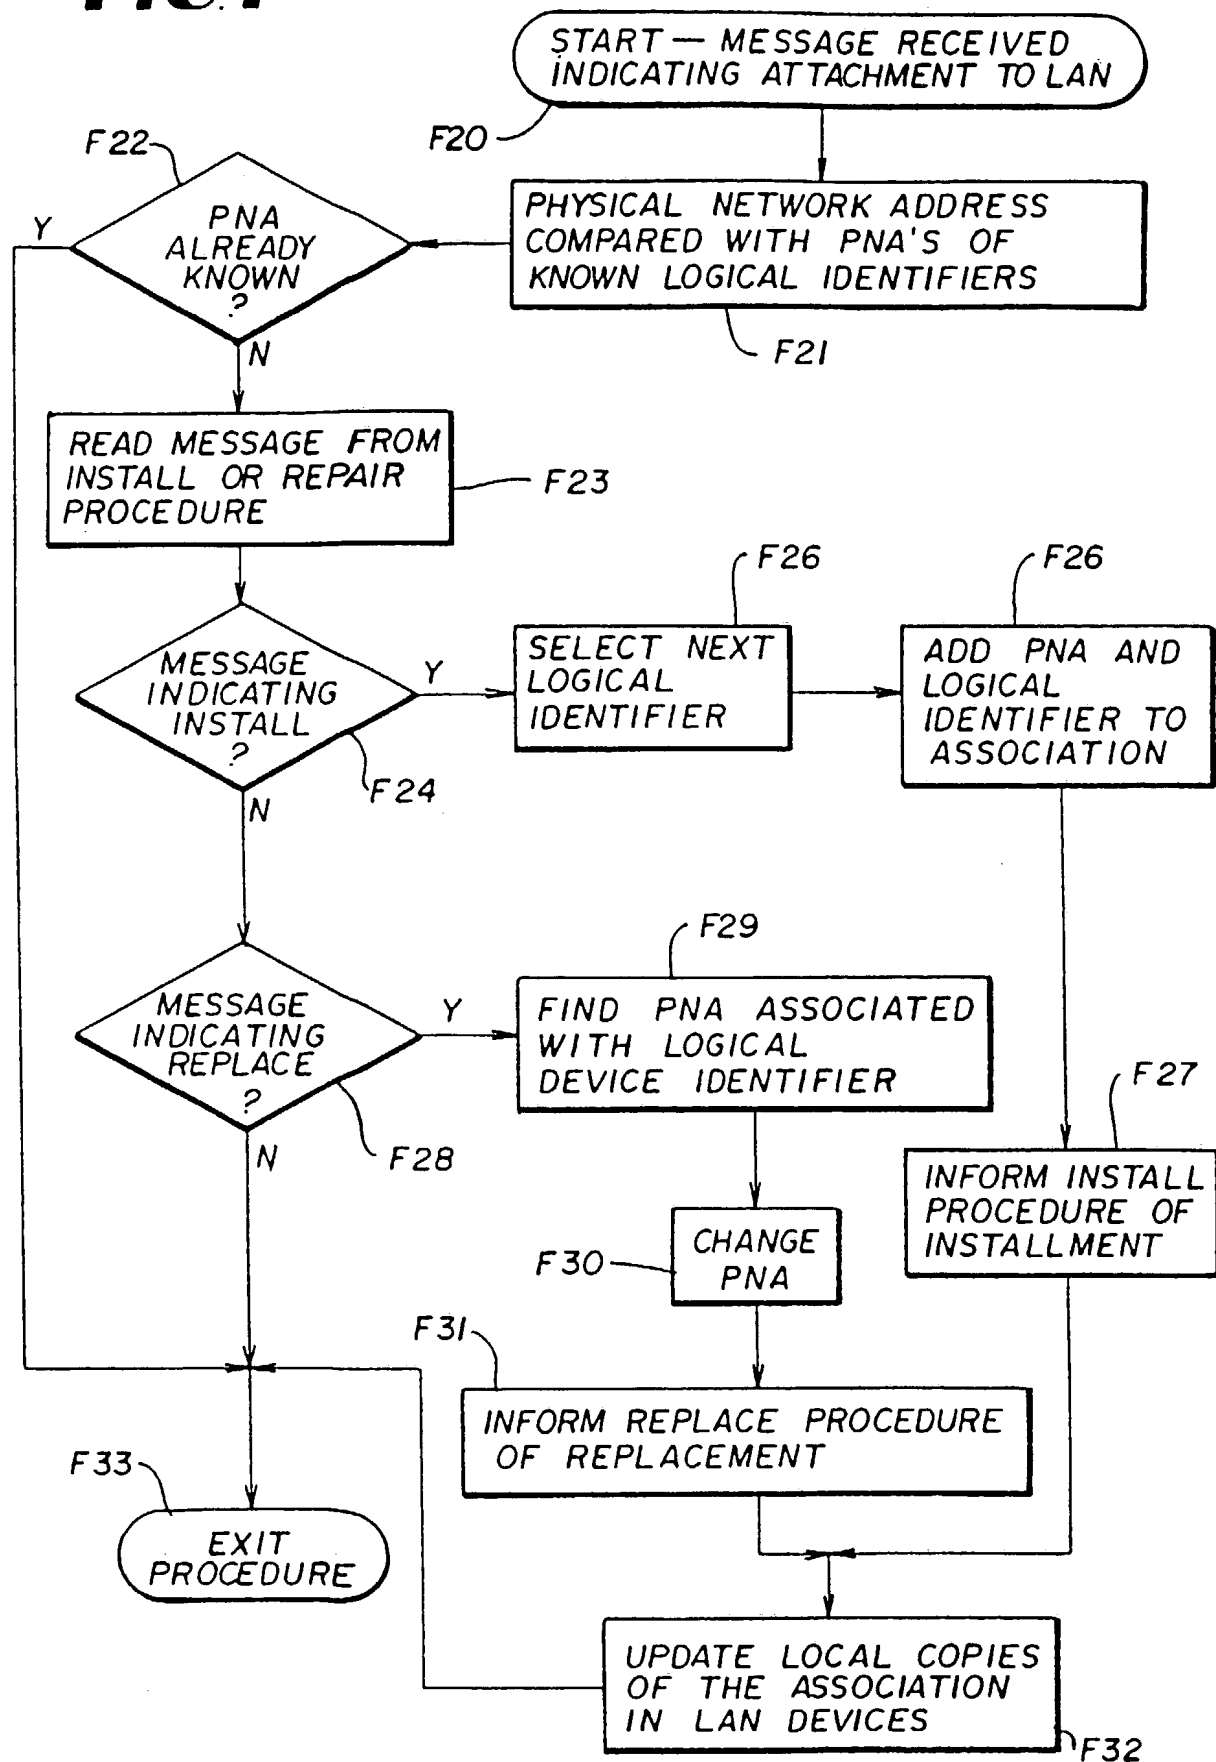 START — MESSAGE RECEIVED
INDICATING ATTACHMENT TO LAN
F20
F22
PHYSICAL NETWORK ADDRESS
COMPARED WITH PNA'S OF
KNOWN LOGICAL IDENTIFIERS
F21
Y
PNA
ALREADY
KNOWN
?
N
READ MESSAGE FROM
INSTALL OR REPAIR
PROCEDURE
F23
MESSAGE
INDICATING
INSTALL
?
Y
F24
N
F26
SELECT NEXT
LOGICAL
IDENTIFIER
F26
ADD PNA AND
LOGICAL
IDENTIFIER TO
ASSOCIATION
MESSAGE
INDICATING
REPLACE
?
Y
F28
N
F29
FIND PNA ASSOCIATED
WITH LOGICAL
DEVICE IDENTIFIER
F27
INFORM INSTALL
PROCEDURE OF
INSTALLMENT
F30
CHANGE
PNA
F31
INFORM REPLACE PROCEDURE
OF REPLACEMENT
F33
EXIT
PROCEDURE
UPDATE LOCAL COPIES
OF THE ASSOCIATION
IN LAN DEVICES
F32